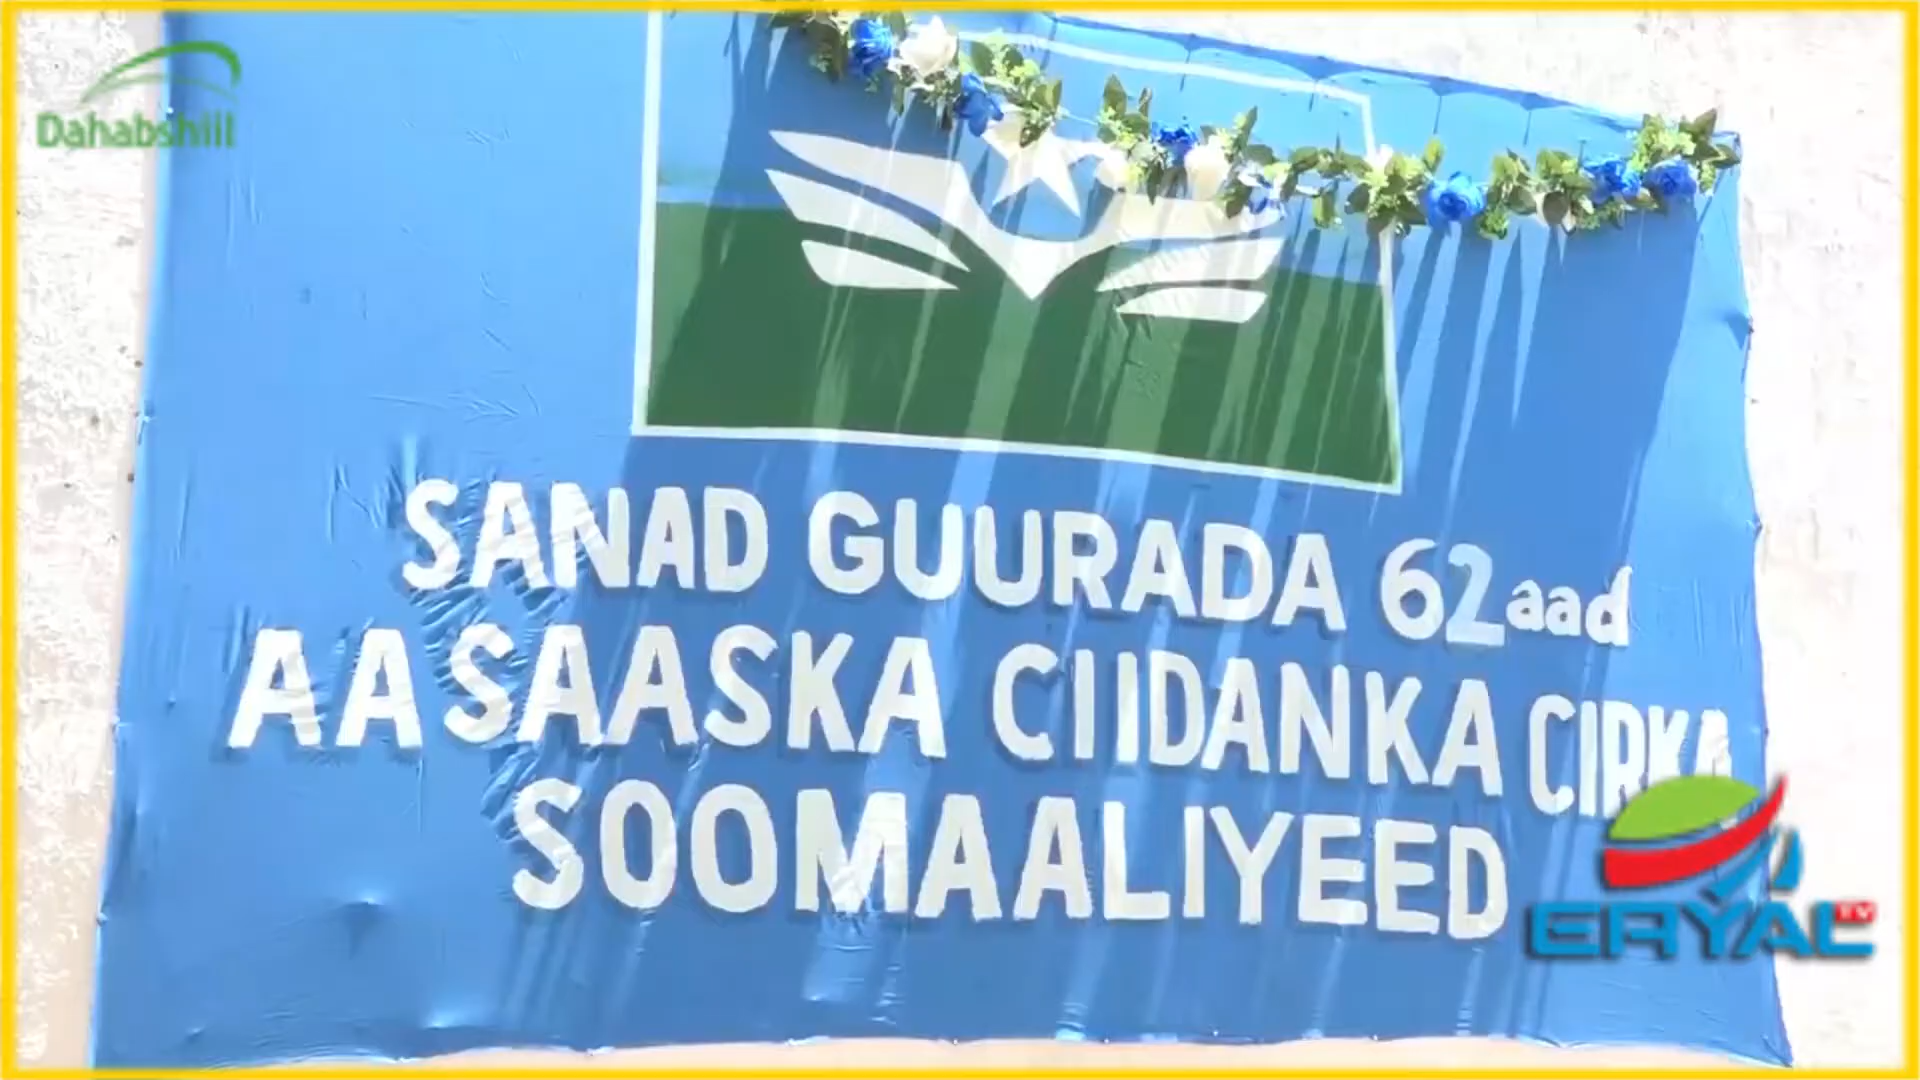 Dahabshiil
SANAD GUURADA 62aad
AASAASKA CIIDANKA CIRKA
SOOMAALIYEED
ERYAL TV